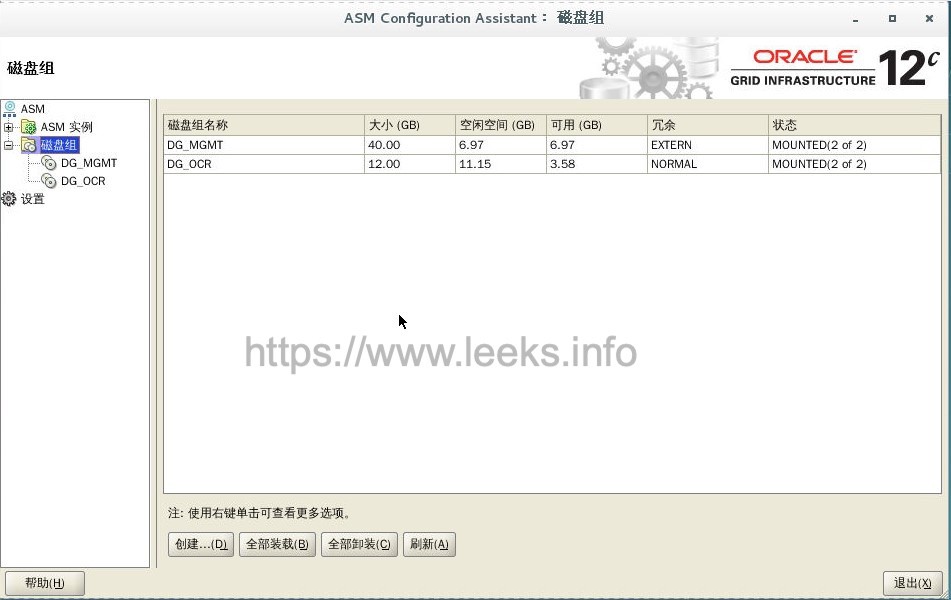 ASM Configuration Assistant： 磁盘组
磁盘组
ORACLE
GRID INFRASTRUCTURE 12c
ASM
ASM 实例
磁盘组
DG_MGMT
DG_OCR
设置
磁盘组名称 大小 (GB) 空闲空间 (GB) 可用 (GB) 冗余 状态
DG_MGMT 40.00 6.97 6.97 EXTERN MOUNTED(2 of 2)
DG_OCR 12.00 11.15 3.58 NORMAL MOUNTED(2 of 2)
https://www.leeks.info
注: 使用右键单击可查看更多选项。
创建...(D) 全部装载(B) 全部卸装(C) 刷新(A)
帮助(H) 退出(X)